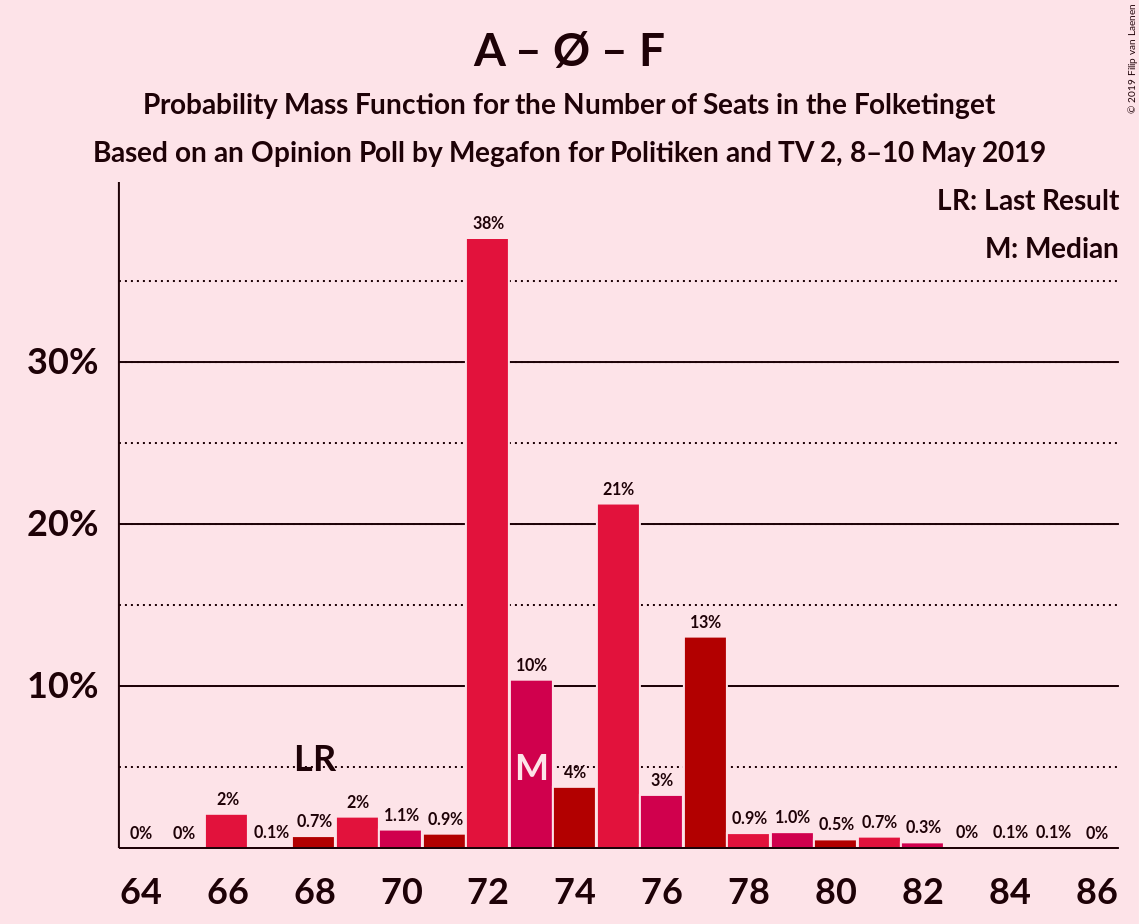 A – Ø – F
Probability Mass Function for the Number of Seats in the Folketinget
Based on an Opinion Poll by Megafon for Politiken and TV 2, 8–10 May 2019
© 2019 Filip van Laenen
LR: Last Result
M: Median
38%
30%
21%
20%
13%
10%
10%
LR
M
4%
3%
2%
2%
0%
0%
0.1%
0.7%
1.1%
0.9%
0.9%
1.0%
0.5%
0.7%
0.3%
0%
0.1%
0.1%
0%
64 66 68 70 72 74 76 78 80 82 84 86